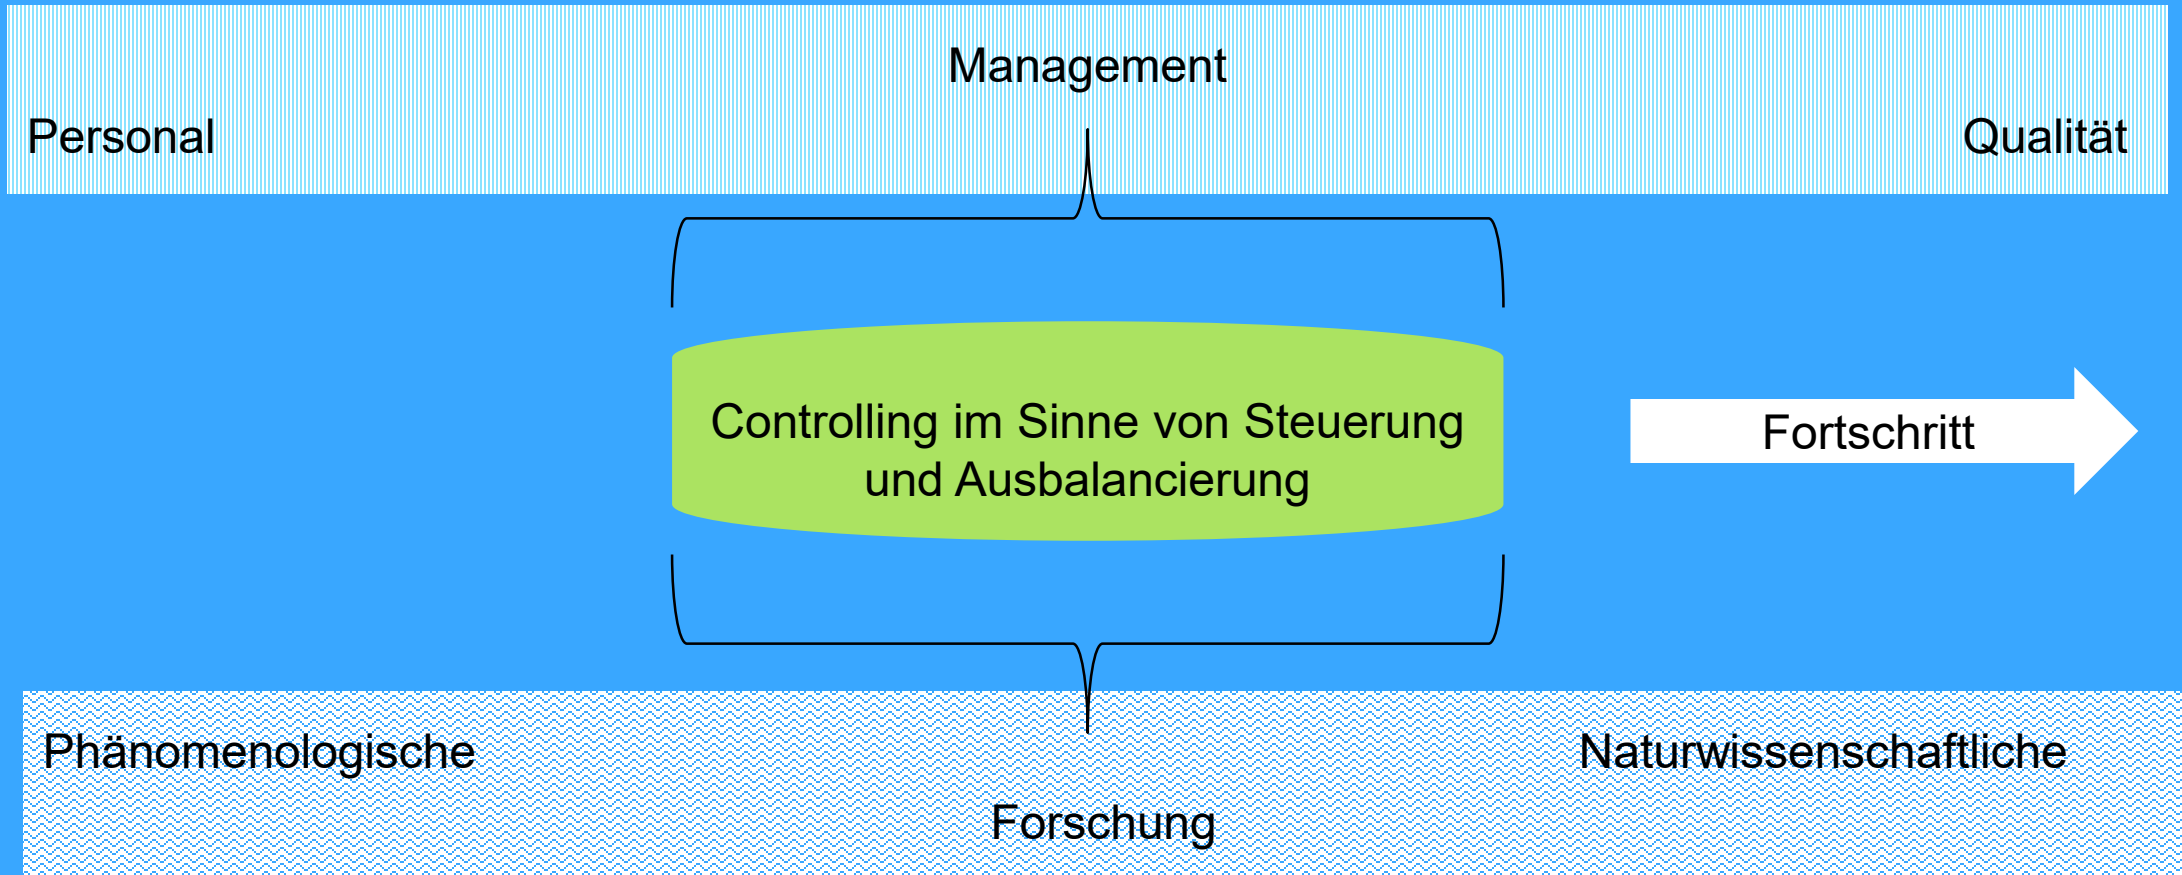 Management
Personal
Qualität
Controlling im Sinne von Steuerung
und Ausbalancierung
Fortschritt
Phänomenologische
Naturwissenschaftliche
Forschung